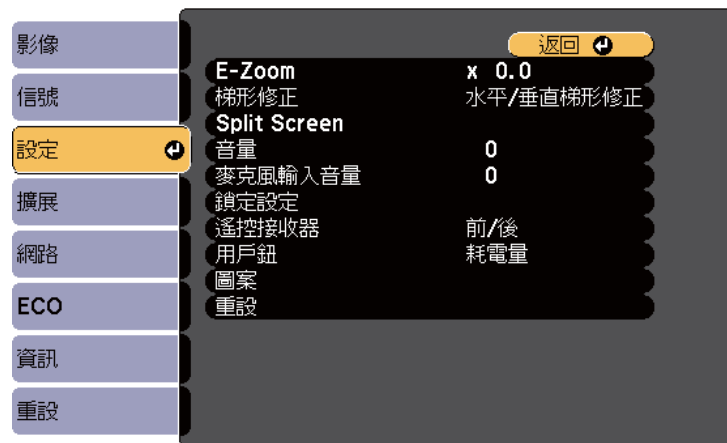 影像
信號
設定
擴展
網路
ECO
資訊
重設
返回
E-Zoom x 0.0
梯形修正 水平/垂直梯形修正
Split Screen
音量 0
麥克風輸入音量 0
鎖定設定
遙控接收器 前/後
用戶鈕 耗電量
圖案
重設